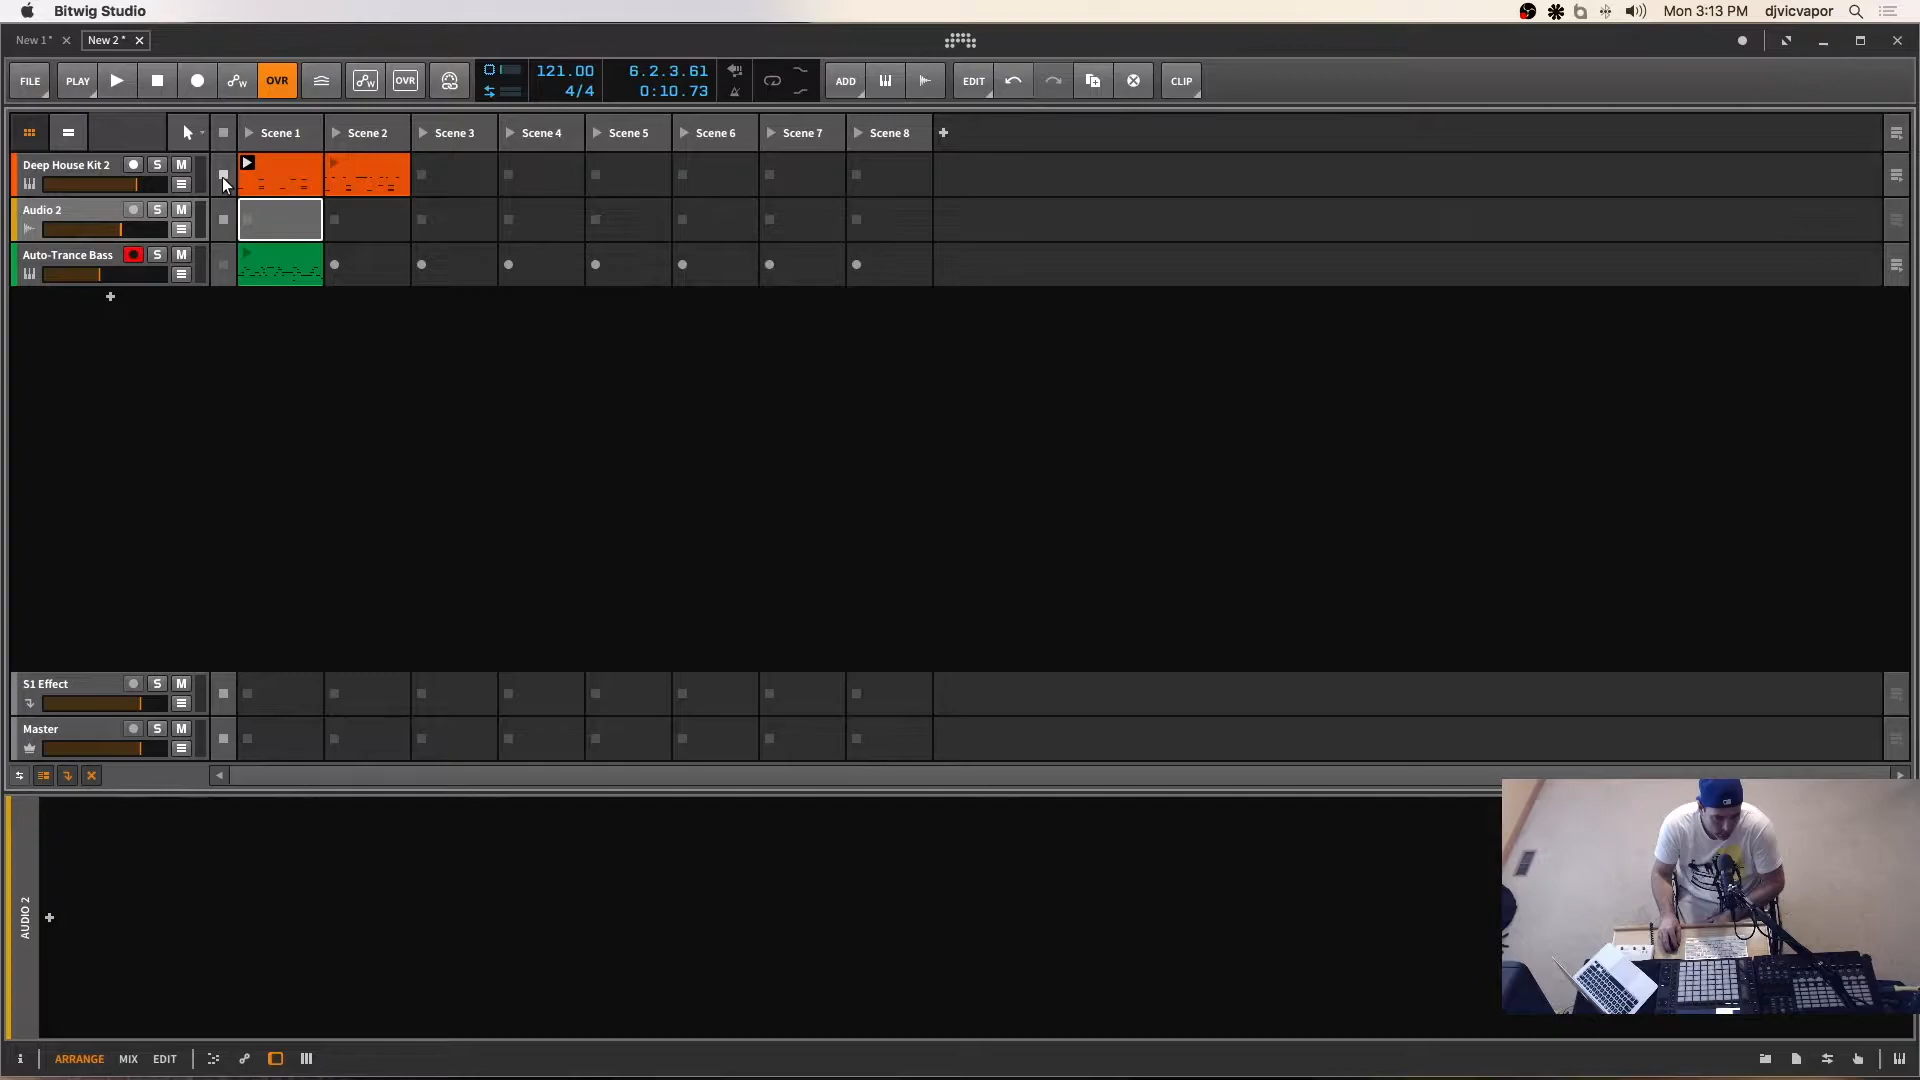 Bitwig Studio
Mon 3:13 PM djvicvapor
New 1* New 2*
FILE PLAY OVR OVR 121.00 4/4 6.2.3.61 0:10.73 ADD EDIT CLIP
Scene 1 Scene 2 Scene 3 Scene 4 Scene 5 Scene 6 Scene 7 Scene 8
Deep House Kit 2 S M
Audio 2 S M
Auto-Trance Bass S M
S1 Effect S M
Master S M
AUDIO 2
ARRANGE MIX EDIT